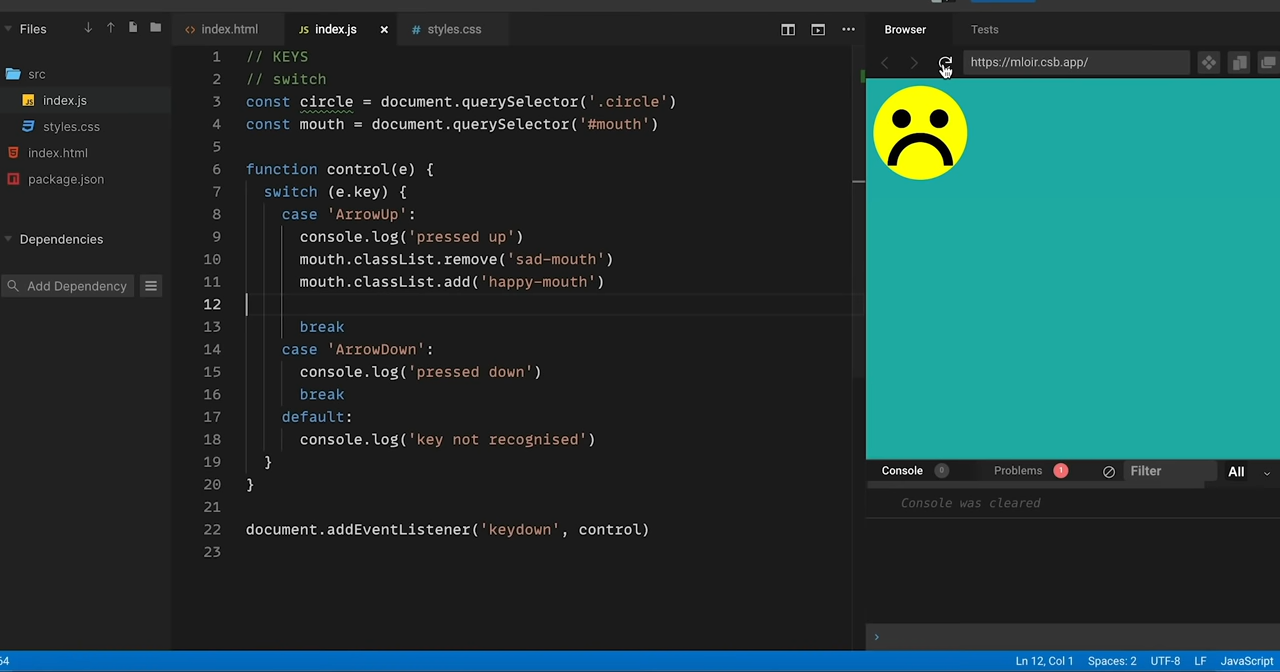 Files
index.html
JS index.js ×
# styles.css
Browser
Tests
https://mloir.csb.app/
src
index.js
styles.css
index.html
package.json
Dependencies
Add Dependency
1 // KEYS
2 // switch
3 const circle = document.querySelector('.circle')
4 const mouth = document.querySelector('#mouth')
5
6 function control(e) {
7 switch (e.key) {
8 case 'ArrowUp':
9 console.log('pressed up')
10 mouth.classList.remove('sad-mouth')
11 mouth.classList.add('happy-mouth')
12
13 break
14 case 'ArrowDown':
15 console.log('pressed down')
16 break
17 default:
18 console.log('key not recognised')
19 }
20 }
21
22 document.addEventListener('keydown', control)
23
Console 0 Problems 1 Filter All
Console was cleared
64
Ln 12, Col 1 Spaces: 2 UTF-8 LF JavaScript